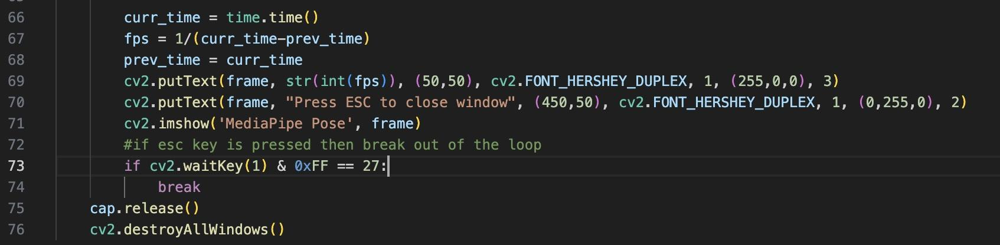 66 curr_time = time.time()
67 fps = 1/(curr_time-prev_time)
68 prev_time = curr_time
69 cv2.putText(frame, str(int(fps)), (50,50), cv2.FONT_HERSHEY_DUPLEX, 1, (255,0,0), 3)
70 cv2.putText(frame, "Press ESC to close window", (450,50), cv2.FONT_HERSHEY_DUPLEX, 1, (0,255,0), 2)
71 cv2.imshow('MediaPipe Pose', frame)
72 #if esc key is pressed then break out of the loop
73 if cv2.waitKey(1) & 0xFF == 27:
74 break
75 cap.release()
76 cv2.destroyAllWindows()